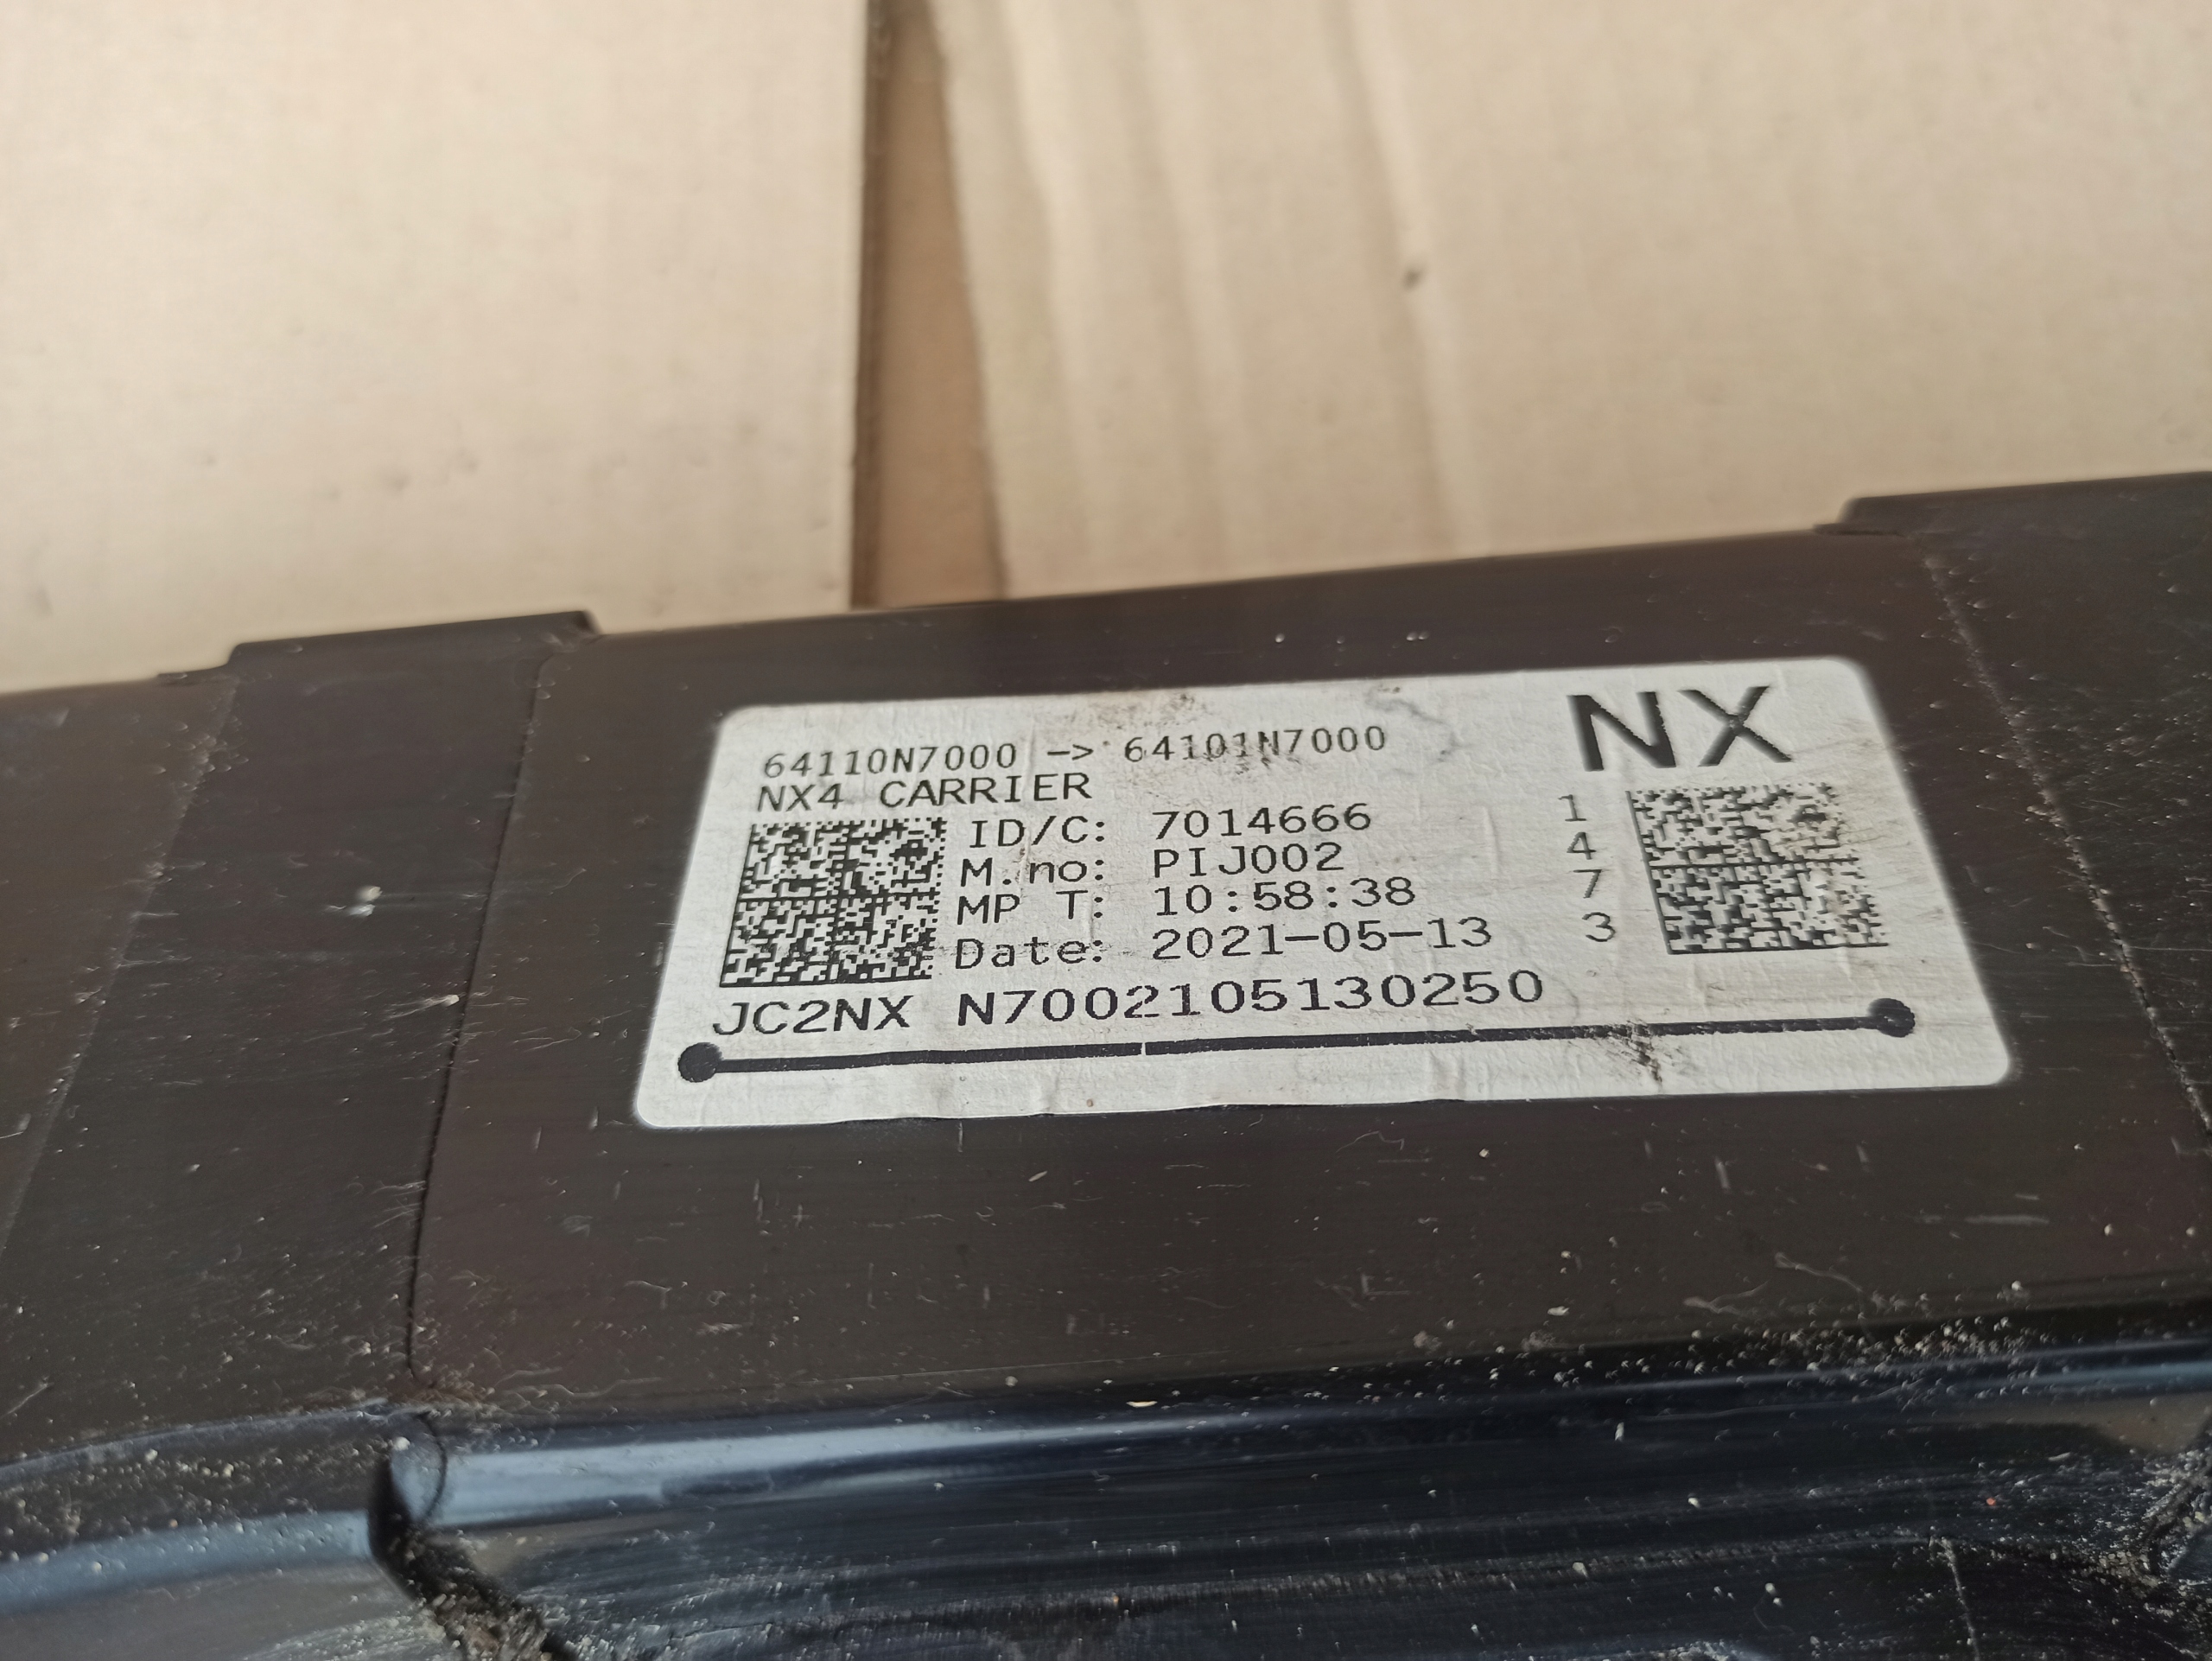 64110N7000 -> 64101N7000
NX
NX4 CARRIER
ID/C: 7014666
M.no: PIJ002
MP T: 10:58:38
Date: 2021-05-13
1
4
7
3
JC2NX N7002105130250